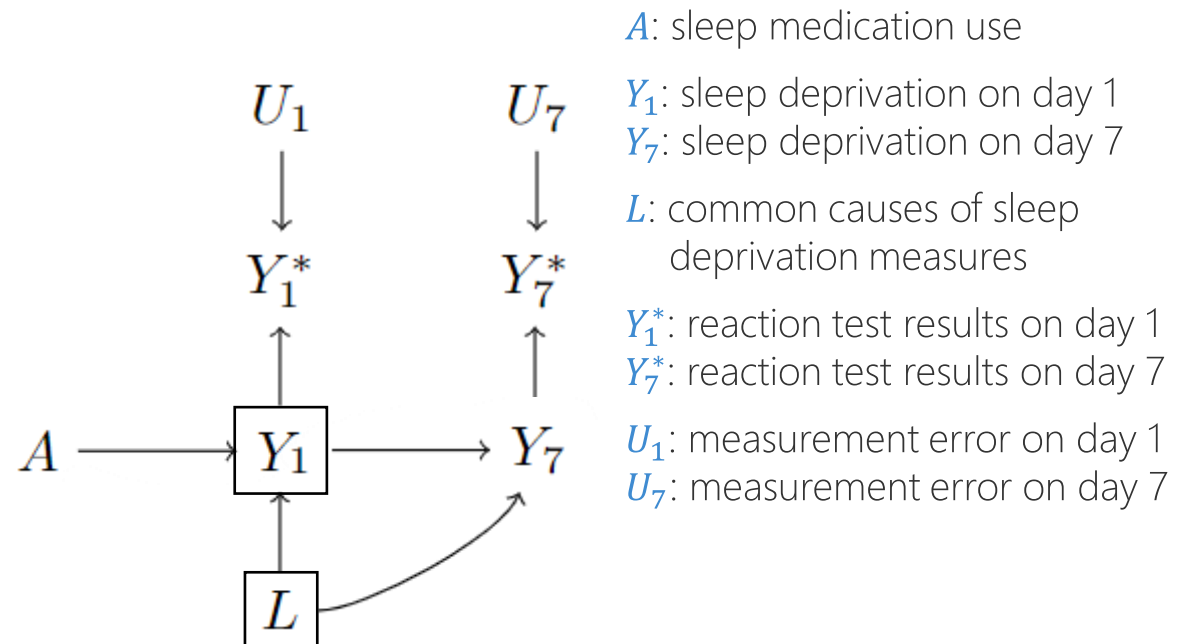 A: sleep medication use
U₁
U₇
Y₁: sleep deprivation on day 1
Y₇: sleep deprivation on day 7
L: common causes of sleep
deprivation measures
Y₁*
Y₇*
Y₁*: reaction test results on day 1
Y₇*: reaction test results on day 7
A
Y₁
Y₇
U₁: measurement error on day 1
U₇: measurement error on day 7
L